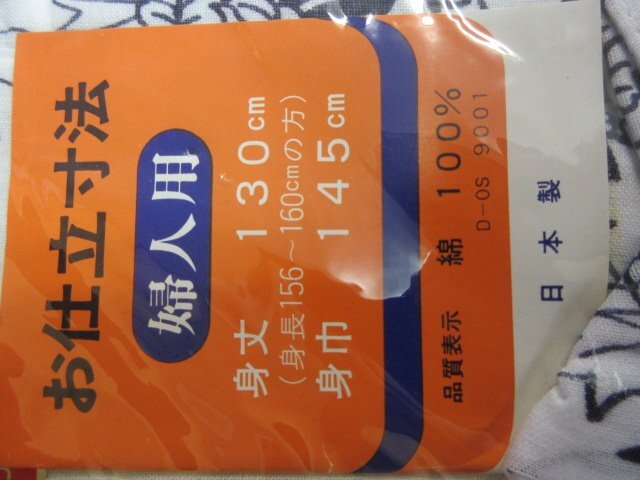 お仕立寸法
婦人用
身丈 130cm
(身長156～160cmの方)
身巾 145cm
品質表示 綿 100%
D-OS 9001
日本製